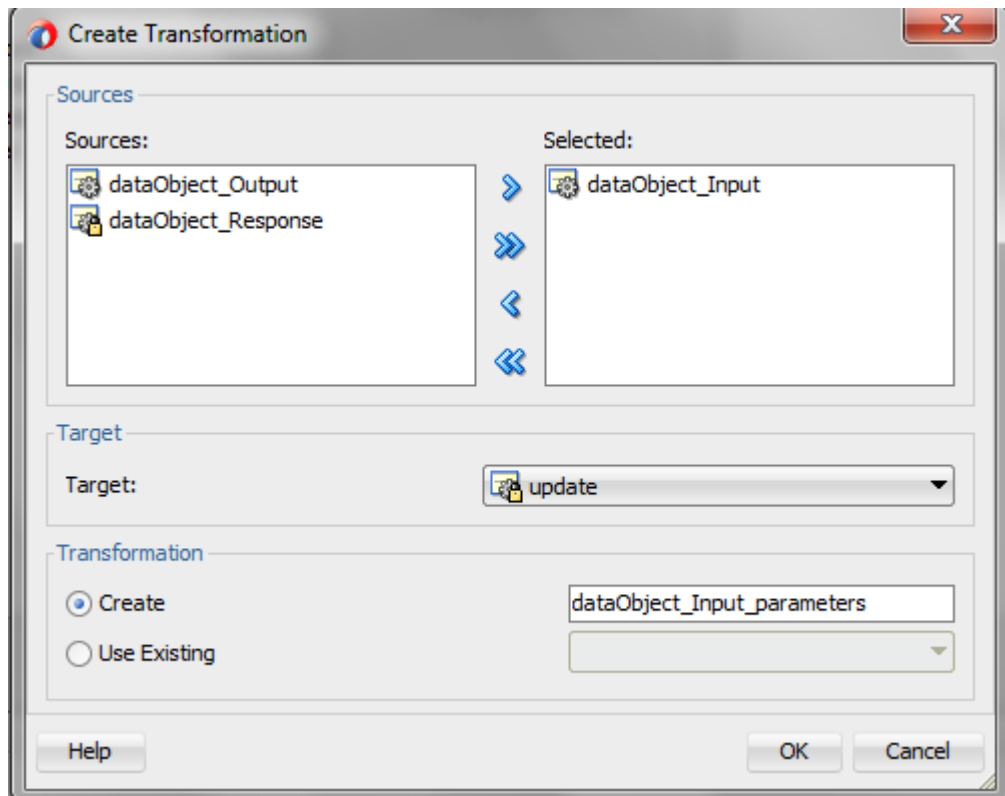 Create Transformation
Sources
Sources:
Selected:
dataObject_Output
dataObject_Response
dataObject_Input
Target
Target:
update
Transformation
Create
dataObject_Input_parameters
Use Existing
Help
OK
Cancel